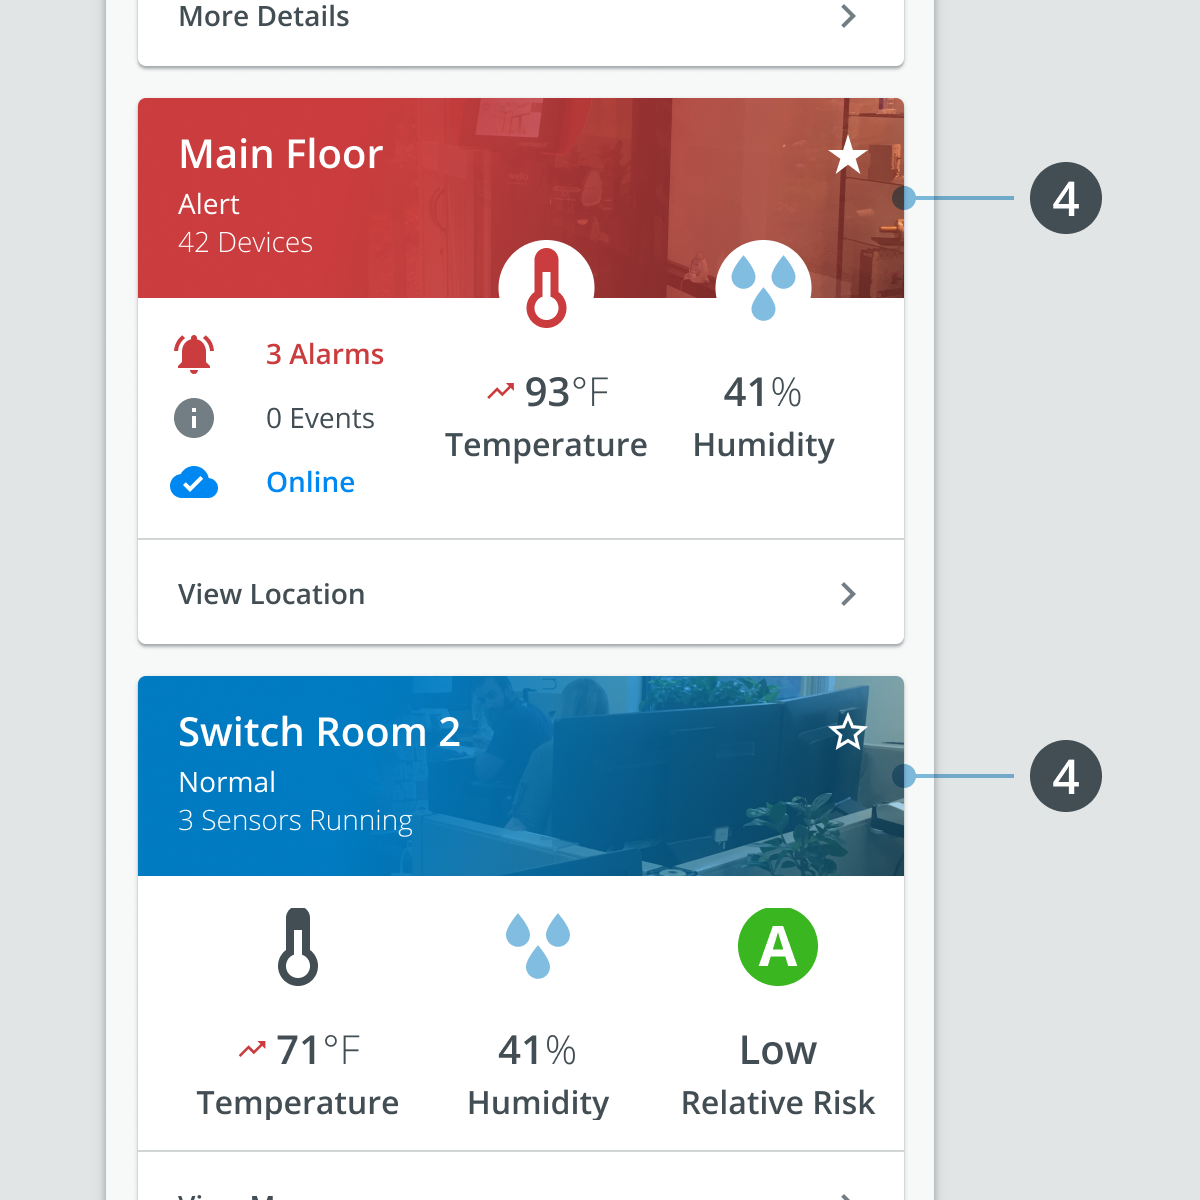 More Details
Main Floor
Alert
42 Devices
4
3 Alarms
0 Events
Online
93°F
Temperature
41%
Humidity
View Location
Switch Room 2
Normal
3 Sensors Running
4
A
71°F
Temperature
41%
Humidity
Low
Relative Risk